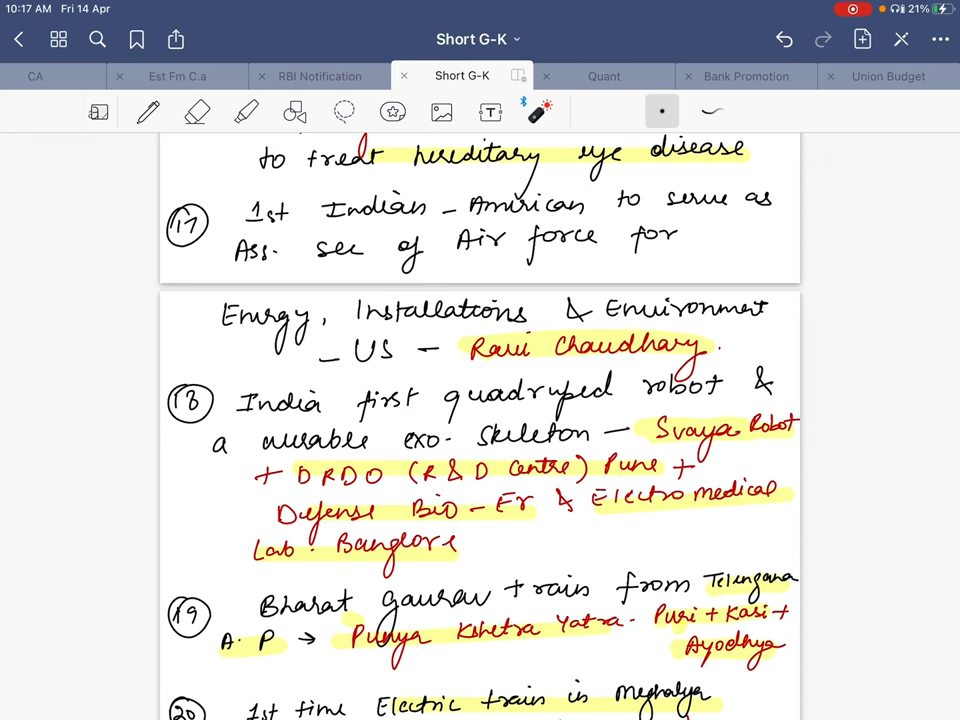 10:17 AM Fri 14 Apr
21%
Short G-K
CA
Est Fm C.a
RBI Notification
Short G-K
Quant
Bank Promotion
Union Budget
to treat hereditary eye disease
17 1st Indian - American to serve as
Ass. sec of Air force for
Energy, Installations & Environment
- US - Ravi Chaudhary.
18 India first quadruped robot &
a wearable exo- skeleton - Svaya Robot
+ DRDO (R & D Centre) Pune +
Defense Bio - Er & Electromedical
Lab. Banglore
19 Bharat gaurav train from Telengana
A. P → Punya Kshetra Yatra - Puri + Kasi +
Ayodhya
20 1st time Electric train in Meghalya